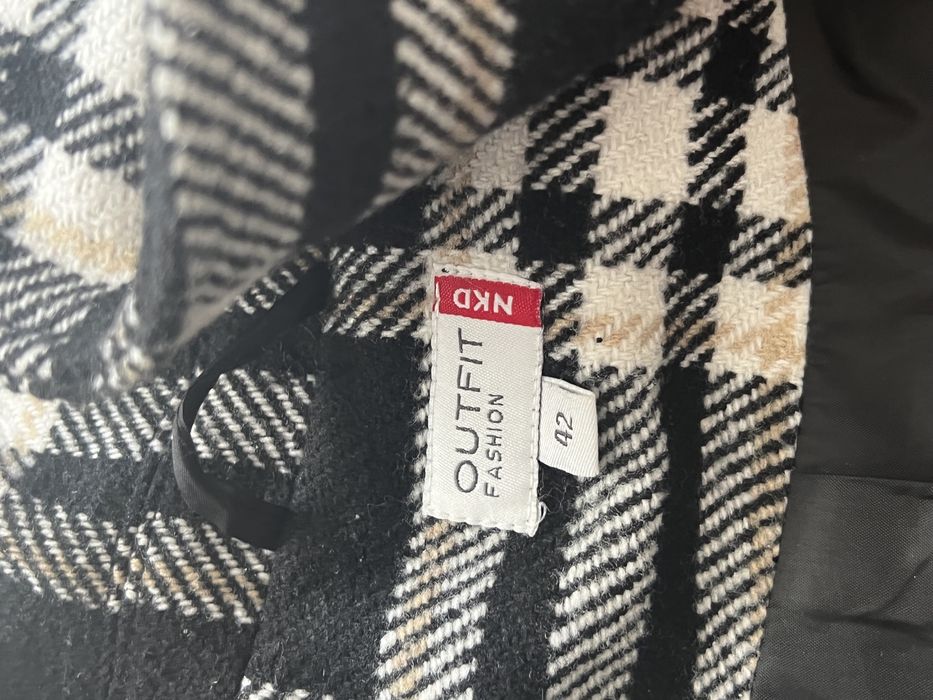 OUTFIT
FASHION
NKD
42